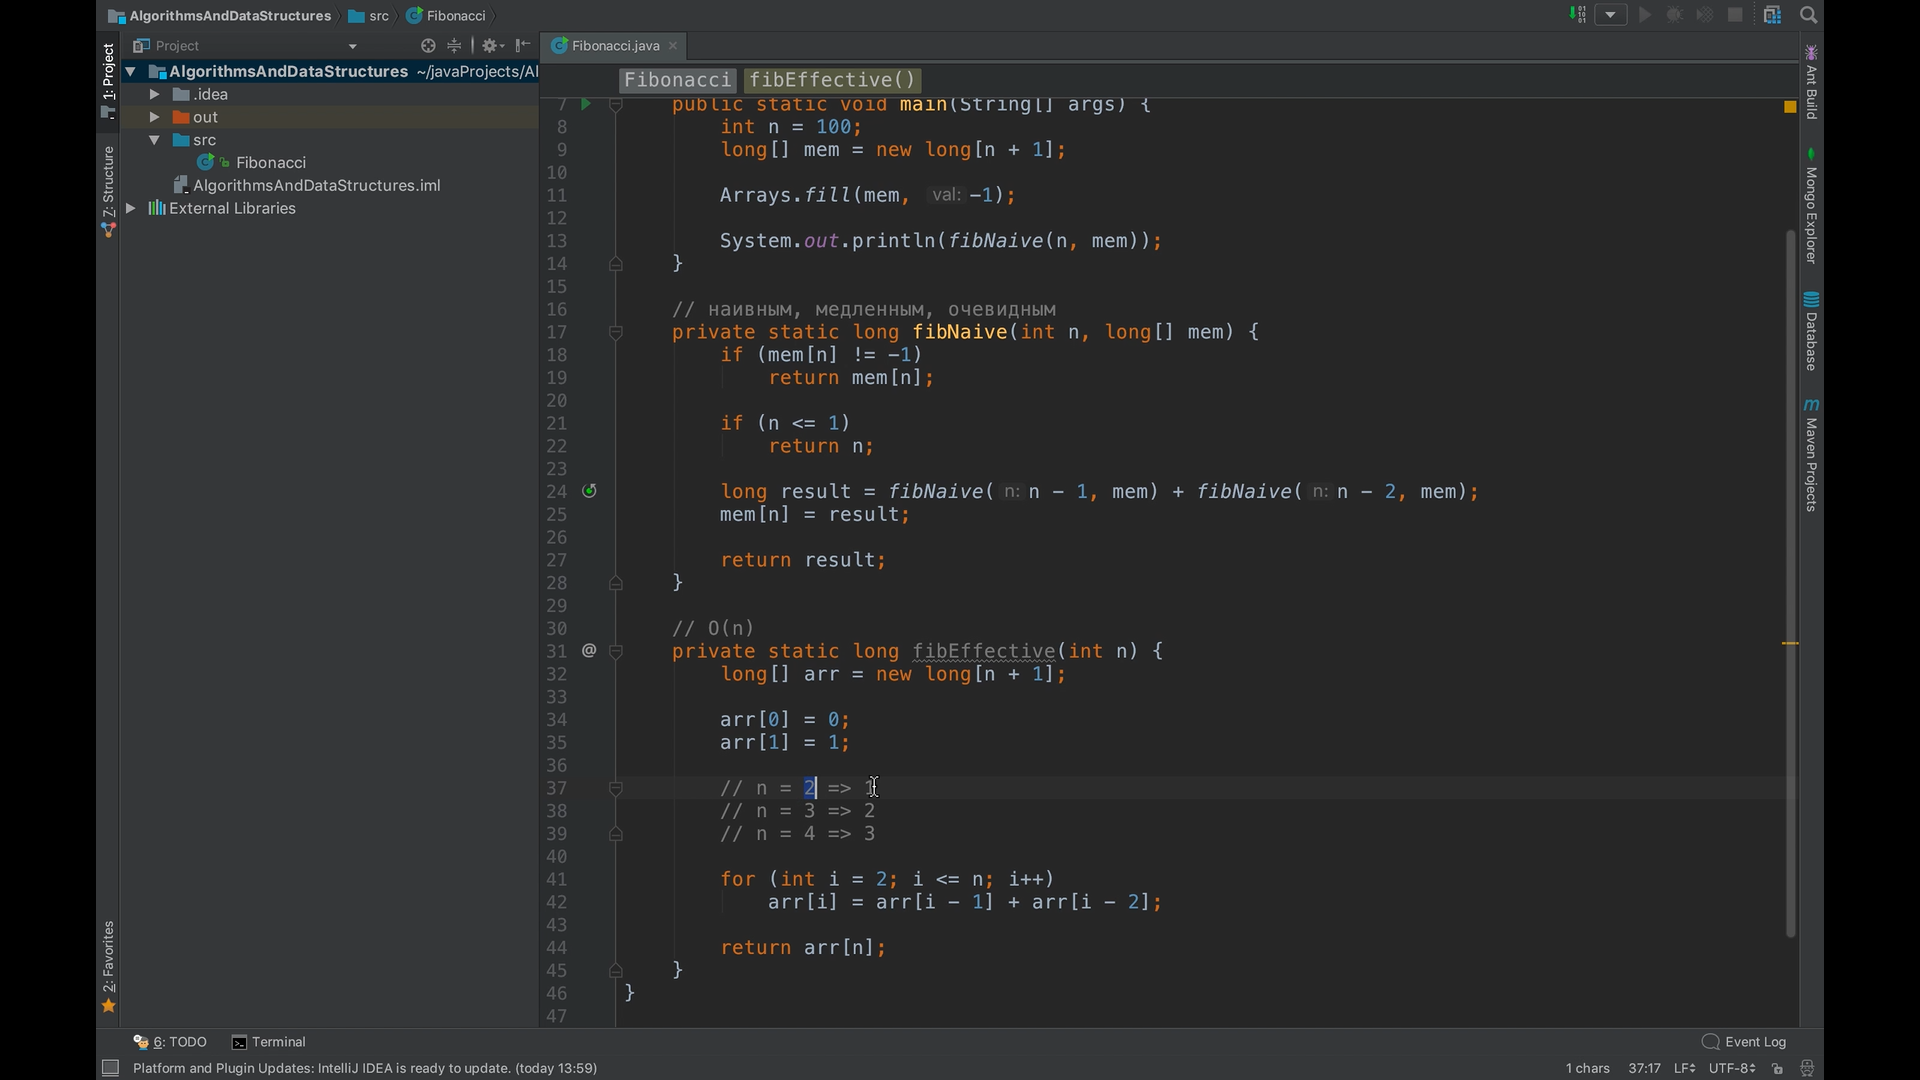 AlgorithmsAndDataStructures src Fibonacci
Project
Fibonacci.java
1: Project
Z: Structure
2: Favorites
AlgorithmsAndDataStructures ~/javaProjects/Al
.idea
out
src
Fibonacci
AlgorithmsAndDataStructures.iml
External Libraries
Fibonacci fibEffective()
7 public static void main(String[] args) {
8 int n = 100;
9 long[] mem = new long[n + 1];
10
11 Arrays.fill(mem, val: -1);
12
13 System.out.println(fibNaive(n, mem));
14 }
15
16 // наивным, медленным, очевидным
17 private static long fibNaive(int n, long[] mem) {
18 if (mem[n] != -1)
19 return mem[n];
20
21 if (n <= 1)
22 return n;
23
24 long result = fibNaive( n: n - 1, mem) + fibNaive( n: n - 2, mem);
25 mem[n] = result;
26
27 return result;
28 }
29
30 // O(n)
31 @ private static long fibEffective(int n) {
32 long[] arr = new long[n + 1];
33
34 arr[0] = 0;
35 arr[1] = 1;
36
37 // n = 2 => 1
38 // n = 3 => 2
39 // n = 4 => 3
40
41 for (int i = 2; i <= n; i++)
42 arr[i] = arr[i - 1] + arr[i - 2];
43
44 return arr[n];
45 }
46 }
47
Ant Build
Mongo Explorer
Database
m Maven Projects
6: TODO Terminal
Event Log
Platform and Plugin Updates: IntelliJ IDEA is ready to update. (today 13:59)
1 chars 37:17 LF UTF-8